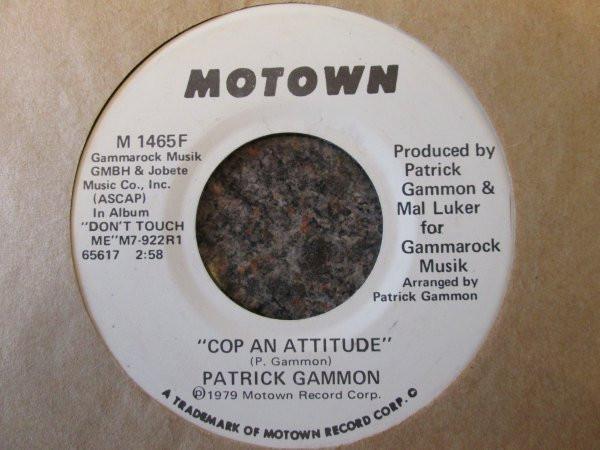 MOTOWN
M 1465F
Gammarock Musik
GMBH & Jobete
Music Co., Inc.
(ASCAP)
In Album
"DON'T TOUCH
ME"M7-922R1
65617 2:58
Produced by
Patrick
Gammon &
Mal Luker
for
Gammarock
Musik
Arranged by
Patrick Gammon
"COP AN ATTITUDE"
(P. Gammon)
PATRICK GAMMON
℗1979 Motown Record Corp.
A TRADEMARK OF MOTOWN RECORD CORP. ©